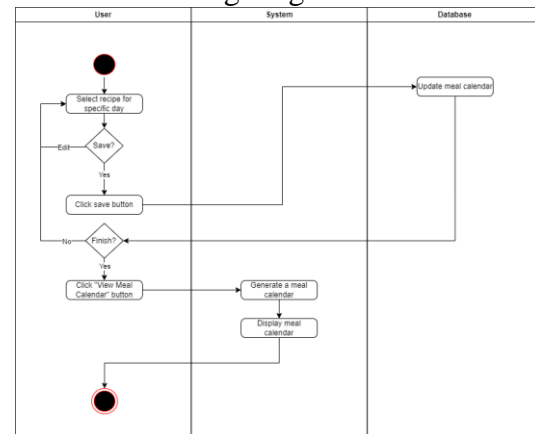 User
System
Database
Select recipe for
specific day
Update meal calendar
Save?
Edit
Yes
Click save button
Finish?
No
Yes
Click "View Meal
Calendar" button
Generate a meal
calendar
Display meal
calendar